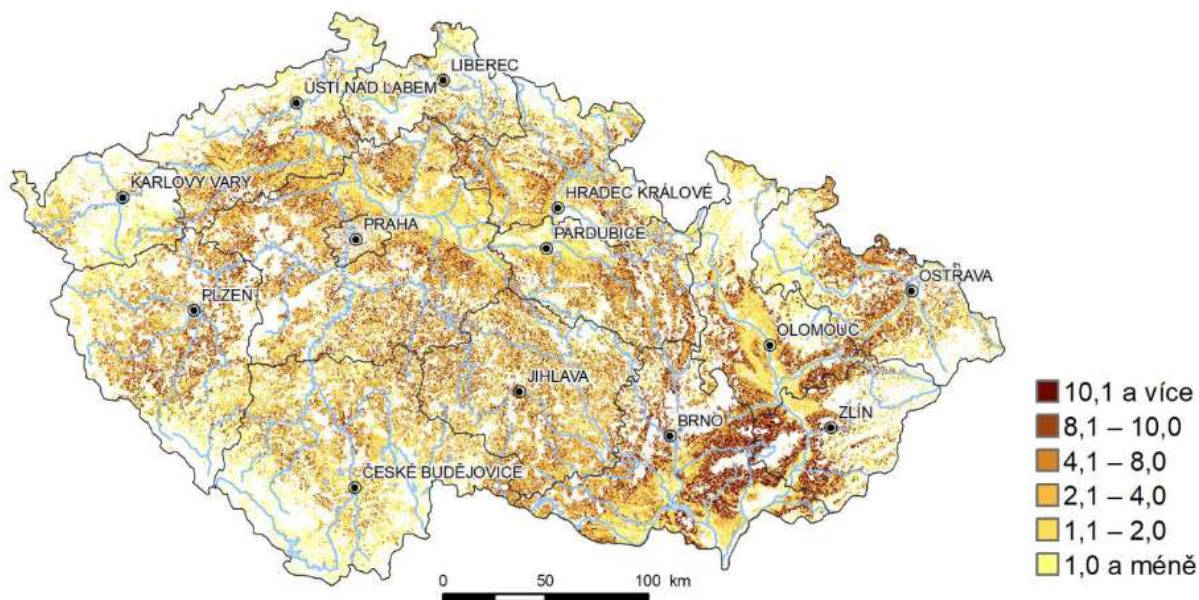 LIBEREC
ÚSTÍ NAD LABEM
KARLOVY VARY
HRADEC KRÁLOVÉ
PRAHA
PARDUBICE
OSTRAVA
PLZEŇ
OLOMOUC
JIHLAVA
BRNO
ZLÍN
ČESKÉ BUDĚJOVICE
10,1 a více
8,1 – 10,0
4,1 – 8,0
2,1 – 4,0
1,1 – 2,0
1,0 a méně
0 50 100 km